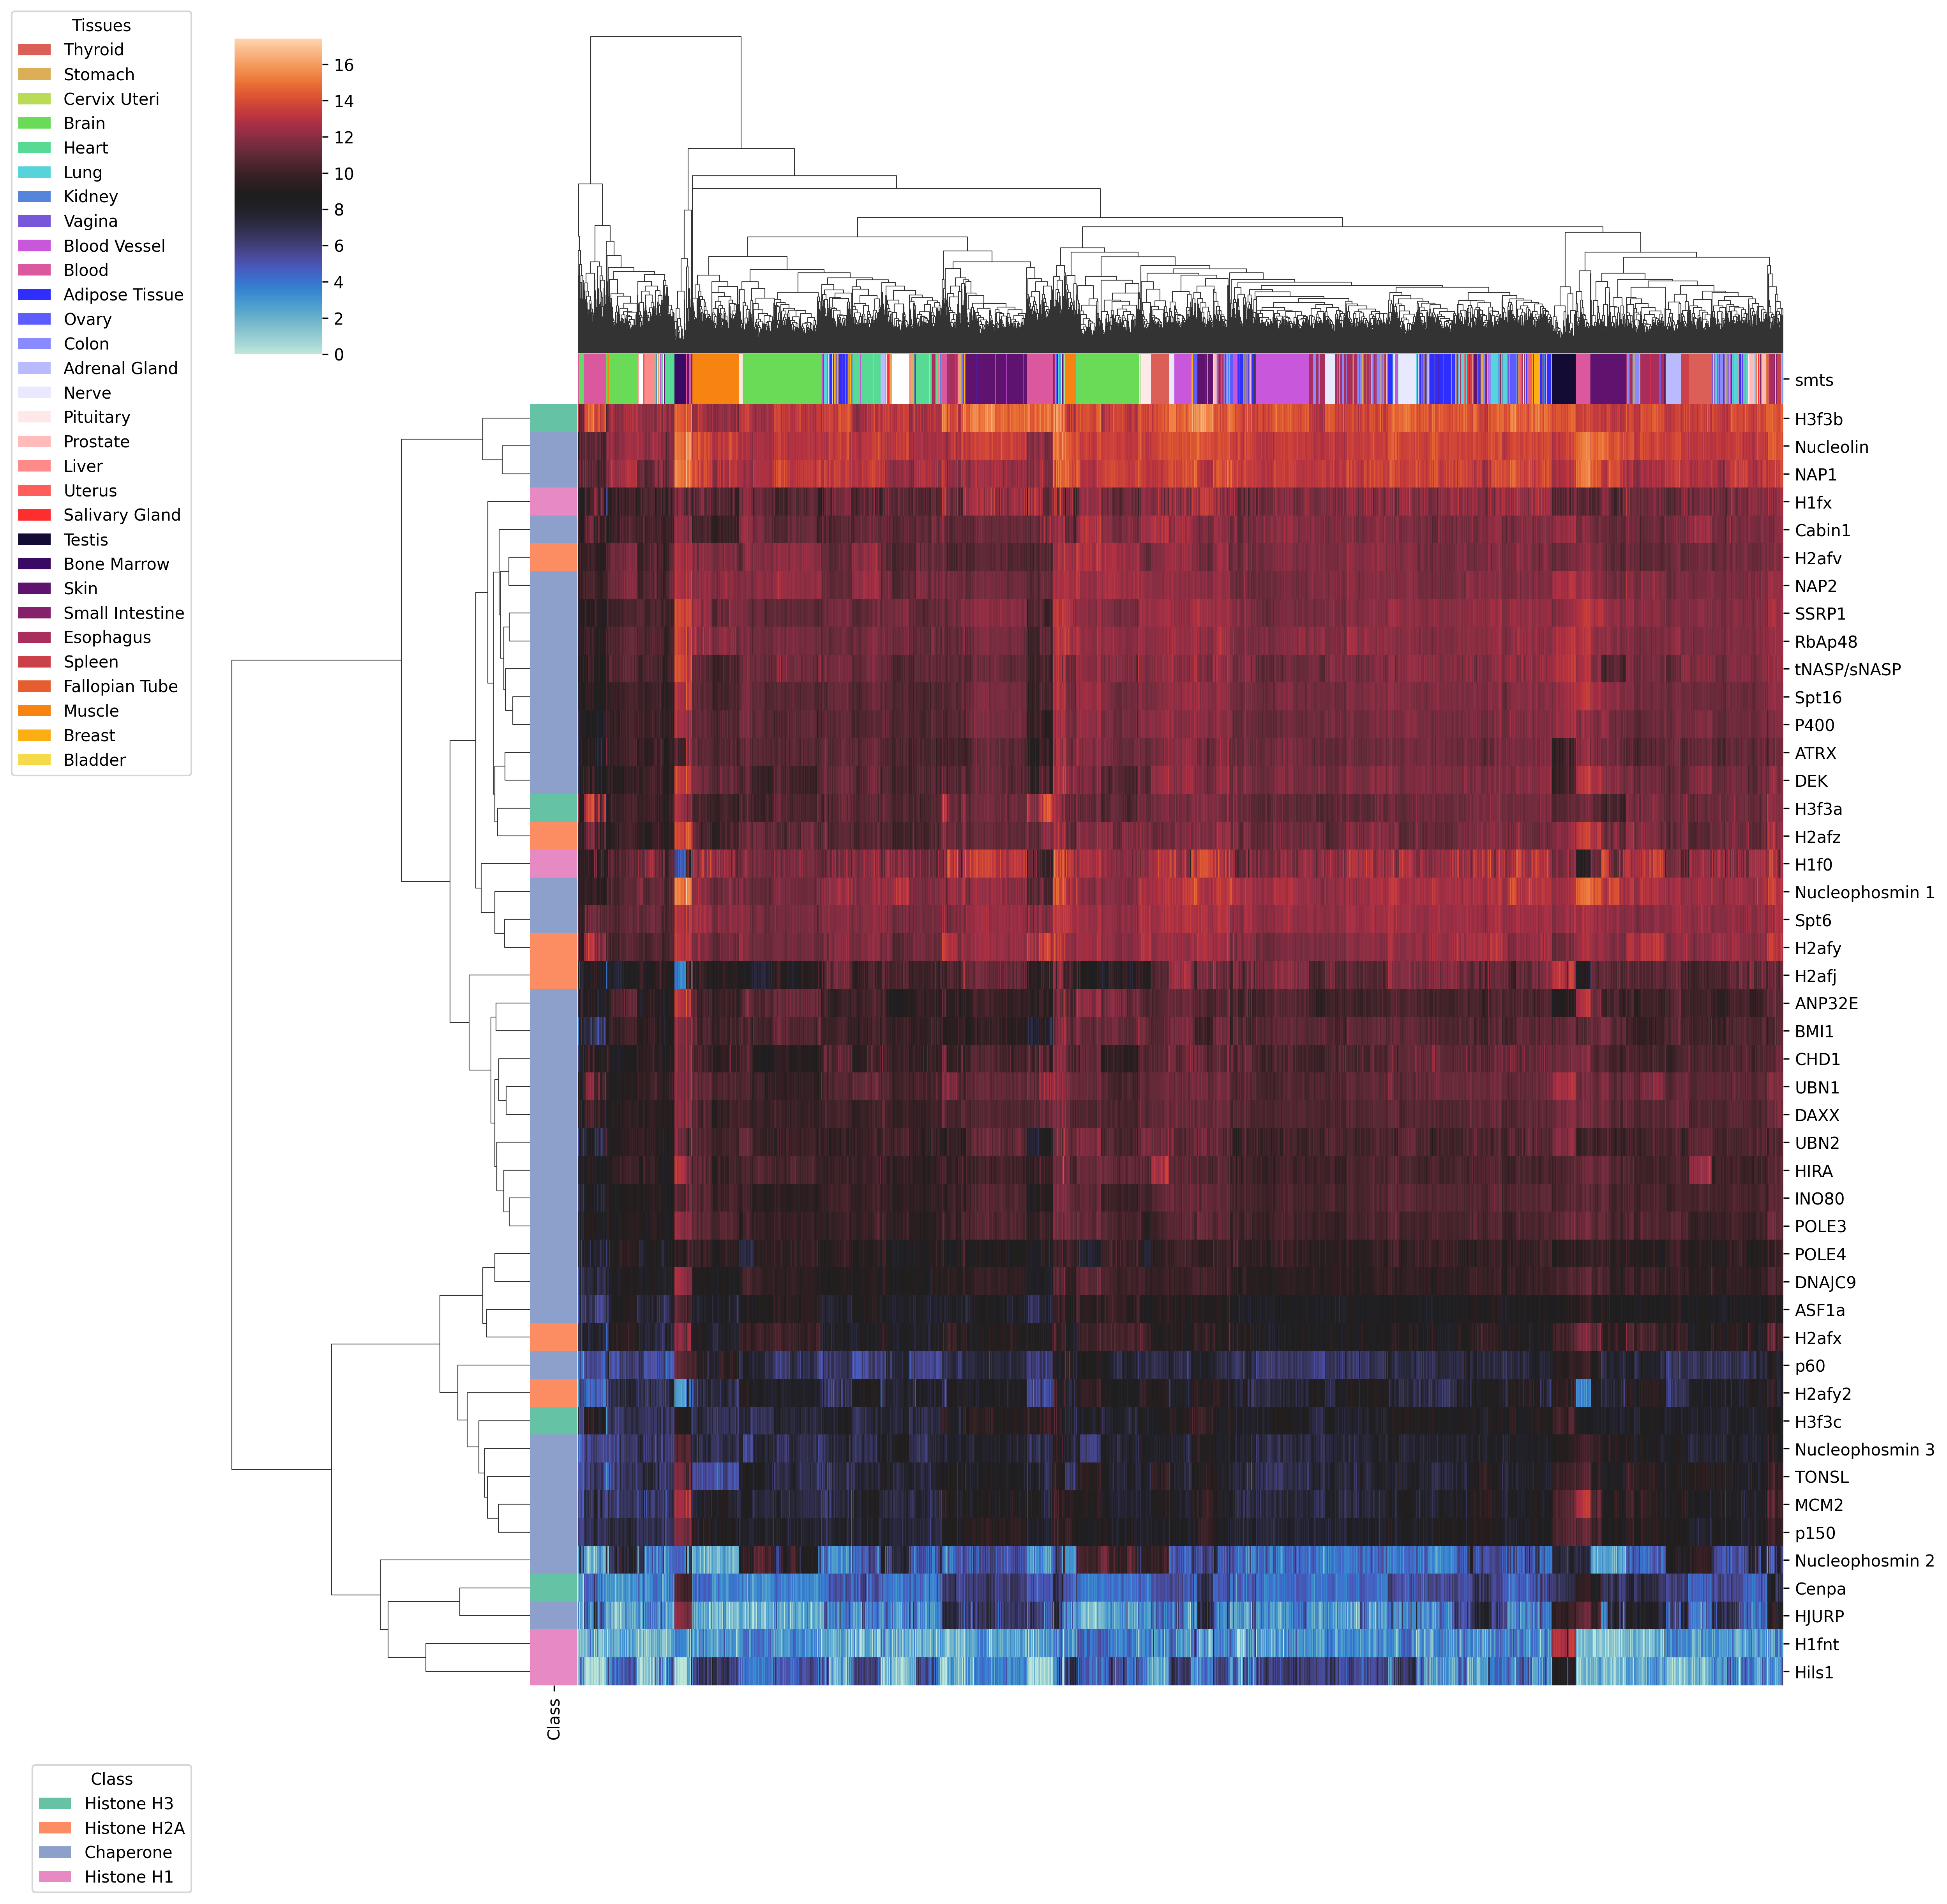 Tissues
Thyroid
Stomach
Cervix Uteri
Brain
Heart
Lung
Kidney
Vagina
Blood Vessel
Blood
Adipose Tissue
Ovary
Colon
Adrenal Gland
Nerve
Pituitary
Prostate
Liver
Uterus
Salivary Gland
Testis
Bone Marrow
Skin
Small Intestine
Esophagus
Spleen
Fallopian Tube
Muscle
Breast
Bladder
16
14
12
10
8
6
4
2
0
smts
H3f3b
Nucleolin
NAP1
H1fx
Cabin1
H2afv
NAP2
SSRP1
RbAp48
tNASP/sNASP
Spt16
P400
ATRX
DEK
H3f3a
H2afz
H1f0
Nucleophosmin 1
Spt6
H2afy
H2afj
ANP32E
BMI1
CHD1
UBN1
DAXX
UBN2
HIRA
INO80
POLE3
POLE4
DNAJC9
ASF1a
H2afx
p60
H2afy2
H3f3c
Nucleophosmin 3
TONSL
MCM2
p150
Nucleophosmin 2
Cenpa
HJURP
H1fnt
Hils1
Class
Class
Histone H3
Histone H2A
Chaperone
Histone H1